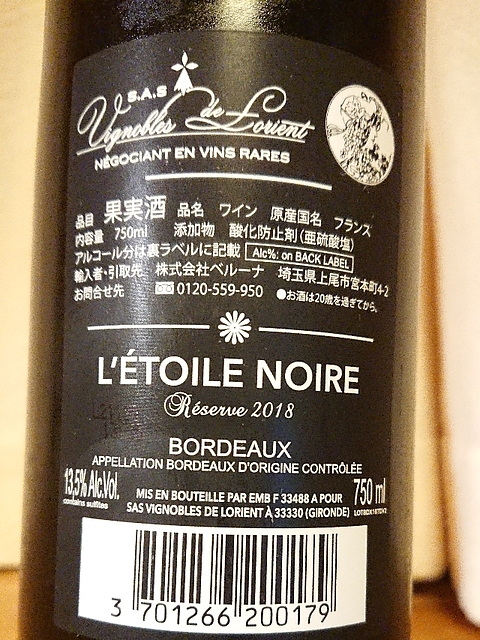 S.A.S
Vignobles de Lorient
NÉGOCIANT EN VINS RARES
品目 果実酒 品名 ワイン 原産国名 フランス
内容量 750ml 添加物 酸化防止剤(亜硫酸塩)
アルコール分は裏ラベルに記載 Alc%: on BACK LABEL
輸入者・引取先 株式会社ベルーナ 埼玉県上尾市宮本町4-2
お問合せ先 0120-559-950 ●お酒は20歳を過ぎてから。
L'ÉTOILE NOIRE
Réserve 2018
BORDEAUX
APPELLATION BORDEAUX D'ORIGINE CONTRÔLÉE
13,5% Alc.Vol.
contains sulfites
MIS EN BOUTEILLE PAR EMB F 33488 A POUR
SAS VIGNOBLES DE LORIENT À 33330 (GIRONDE)
750 ml
3 701266 200179